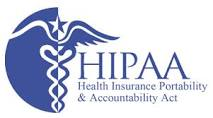 HIPAA
Health Insurance Portability
& Accountability Act